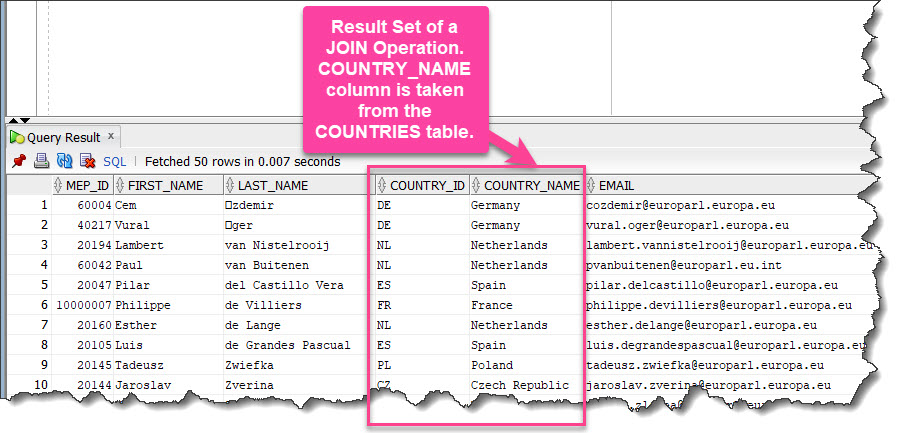 Result Set of a
JOIN Operation.
COUNTRY_NAME
column is taken
from the
COUNTRIES table.
Query Result x
SQL | Fetched 50 rows in 0.007 seconds
MEP_ID FIRST_NAME LAST_NAME COUNTRY_ID COUNTRY_NAME EMAIL
1 60004 Cem □zdemir DE Germany cozdemir@europarl.europa.eu
2 40217 Vural □ger DE Germany vural.oger@europarl.europa.eu
3 20194 Lambert van Nistelrooij NL Netherlands lambert.vannistelrooij@europarl.europa.eu
4 60042 Paul van Buitenen NL Netherlands pvanbuitenen@europarl.eu.int
5 20047 Pilar del Castillo Vera ES Spain pilar.delcastillo@europarl.europa.eu
6 10000007 Philippe de Villiers FR France philippe.devilliers@europarl.europa.eu
7 20160 Esther de Lange NL Netherlands esther.delange@europarl.europa.eu
8 20105 Luis de Grandes Pascual ES Spain luis.degrandespascual@europarl.europa.eu
9 20145 Tadeusz Zwiefka PL Poland tadeusz.zwiefka@europarl.europa.eu
10 20144 Jaroslav Zverina CZ Czech Republic jaroslav.zverina@europarl.europa.eu